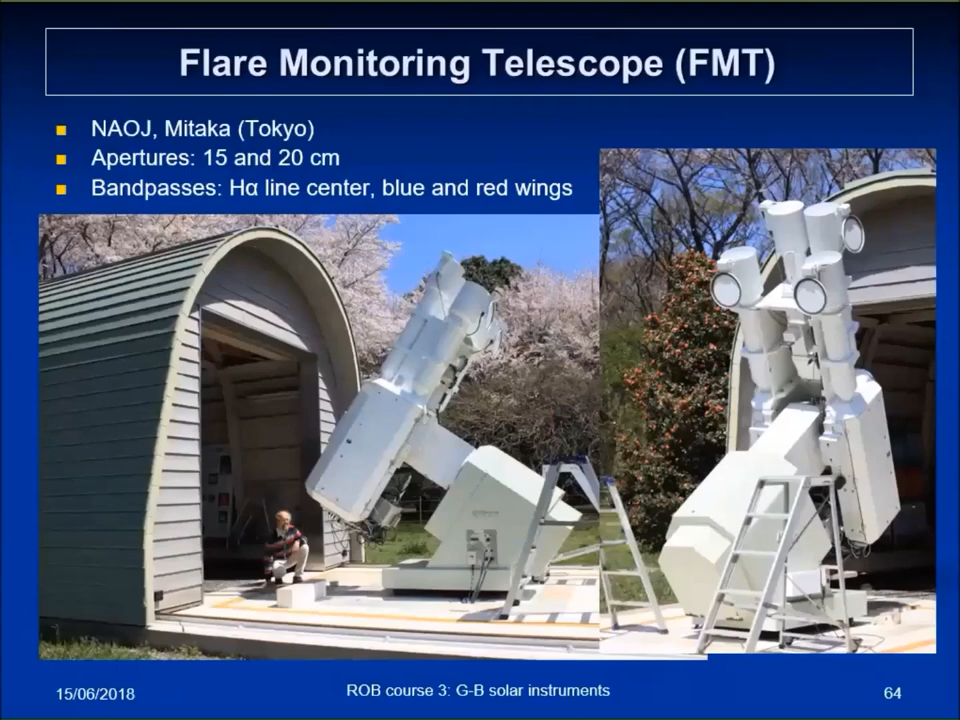 Flare Monitoring Telescope (FMT)
NAOJ, Mitaka (Tokyo)
Apertures: 15 and 20 cm
Bandpasses: Hα line center, blue and red wings
15/06/2018
ROB course 3: G-B solar instruments
64